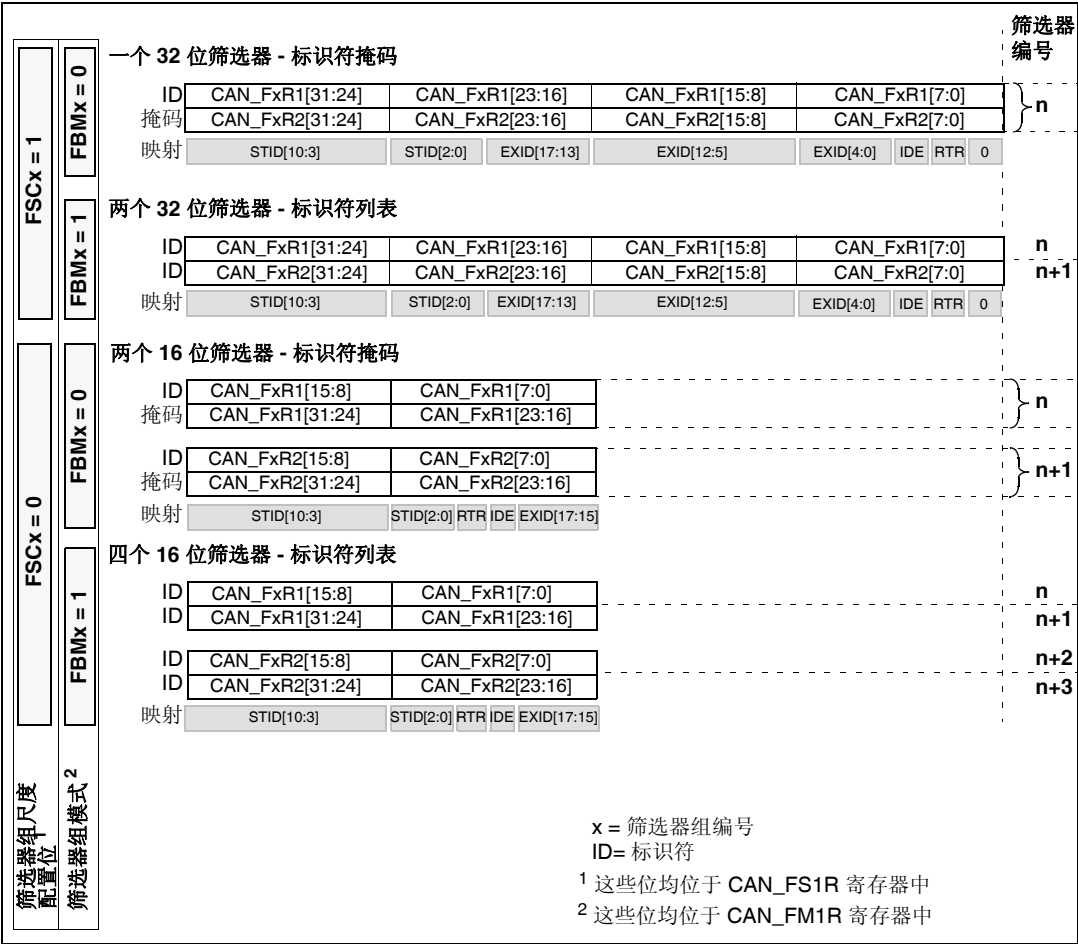 筛选器
编号
FSCx = 1
FBMx = 0
一个 32 位筛选器 - 标识符掩码
ID CAN_FxR1[31:24] CAN_FxR1[23:16] CAN_FxR1[15:8] CAN_FxR1[7:0]
掩码 CAN_FxR2[31:24] CAN_FxR2[23:16] CAN_FxR2[15:8] CAN_FxR2[7:0]
n
映射 STID[10:3] STID[2:0] EXID[17:13] EXID[12:5] EXID[4:0] IDE RTR 0
FBMx = 1
两个 32 位筛选器 - 标识符列表
ID CAN_FxR1[31:24] CAN_FxR1[23:16] CAN_FxR1[15:8] CAN_FxR1[7:0] n
ID CAN_FxR2[31:24] CAN_FxR2[23:16] CAN_FxR2[15:8] CAN_FxR2[7:0] n+1
映射 STID[10:3] STID[2:0] EXID[17:13] EXID[12:5] EXID[4:0] IDE RTR 0
FSCx = 0
FBMx = 0
两个 16 位筛选器 - 标识符掩码
ID CAN_FxR1[15:8] CAN_FxR1[7:0]
掩码 CAN_FxR1[31:24] CAN_FxR1[23:16]
n
ID CAN_FxR2[15:8] CAN_FxR2[7:0]
掩码 CAN_FxR2[31:24] CAN_FxR2[23:16]
n+1
映射 STID[10:3] STID[2:0] RTR IDE EXID[17:15]
FBMx = 1
四个 16 位筛选器 - 标识符列表
ID CAN_FxR1[15:8] CAN_FxR1[7:0] n
ID CAN_FxR1[31:24] CAN_FxR1[23:16] n+1
ID CAN_FxR2[15:8] CAN_FxR2[7:0] n+2
ID CAN_FxR2[31:24] CAN_FxR2[23:16] n+3
映射 STID[10:3] STID[2:0] RTR IDE EXID[17:15]
筛选器组尺度
配置位 1
筛选器组模式 2
x = 筛选器组编号
ID= 标识符
1 这些位均位于 CAN_FS1R 寄存器中
2 这些位均位于 CAN_FM1R 寄存器中